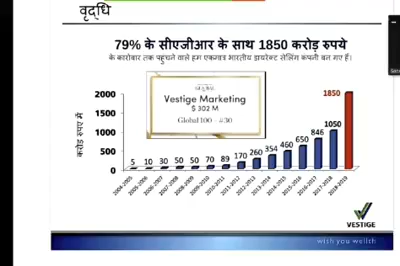 वृद्धि
79% के सीएजीआर के साथ 1850 करोड़ रुपये
के कारोबार तक पहुचने वाले हम एकमात्र भारतीय डायरेक्ट सेलिंग कंपनी बन गए हैं।
Vestige Marketing
$ 302 M
Global 100 - #30
करोड़ रुपए में
2000
1500
1000
500
0
5 10 30 50 50 70 89 170 260 354 460 650 846 1050 1850
2004-2005 2005-2006 2006-2007 2007-2008 2008-2009 2009-2010 2010-2011 2011-2012 2012-2013 2013-2014 2014-2015 2015-2016 2016-2017 2017-2018 2018-2019
VESTIGE
wish you wellth